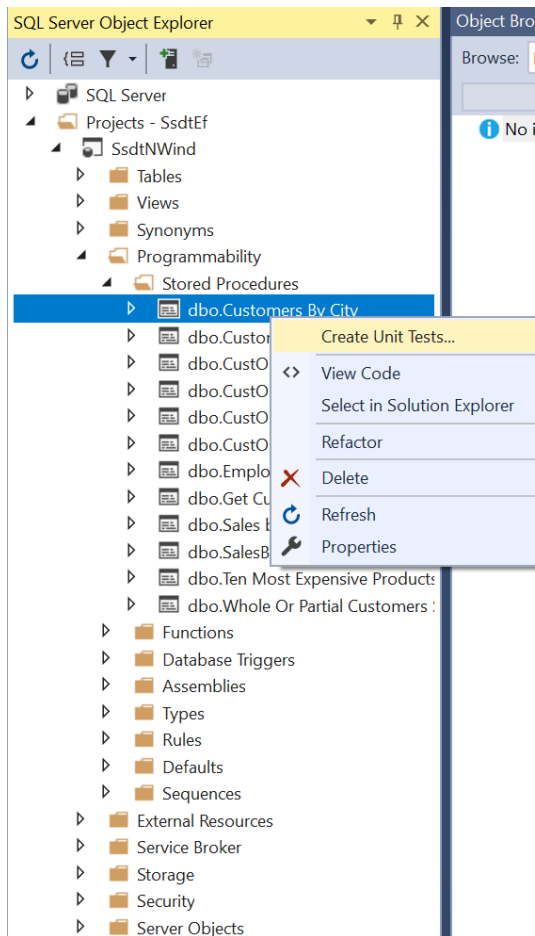 SQL Server Object Explorer
Object Bro
Browse:
SQL Server
No i
Projects - SsdtEf
SsdtNWind
Tables
Views
Synonyms
Programmability
Stored Procedures
dbo.Customers By City
dbo.Custor
Create Unit Tests...
dbo.CustO
View Code
dbo.CustO
Select in Solution Explorer
dbo.CustO
dbo.CustO
Refactor
dbo.Emplo
Delete
dbo.Get Cu
dbo.Sales b
Refresh
dbo.SalesB
Properties
dbo.Ten Most Expensive Products
dbo.Whole Or Partial Customers
Functions
Database Triggers
Assemblies
Types
Rules
Defaults
Sequences
External Resources
Service Broker
Storage
Security
Server Objects